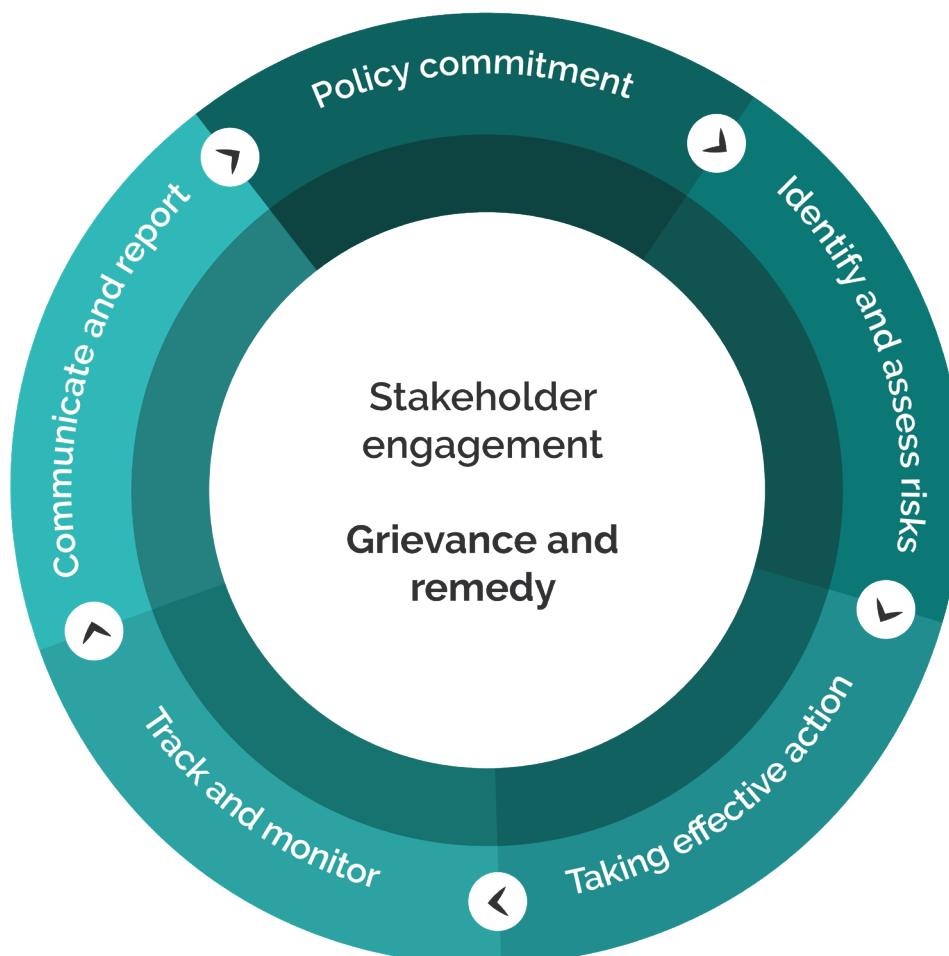 Policy commitment
Identify and assess risks
Taking effective action
Track and monitor
Communicate and report
Stakeholder
engagement
Grievance and
remedy